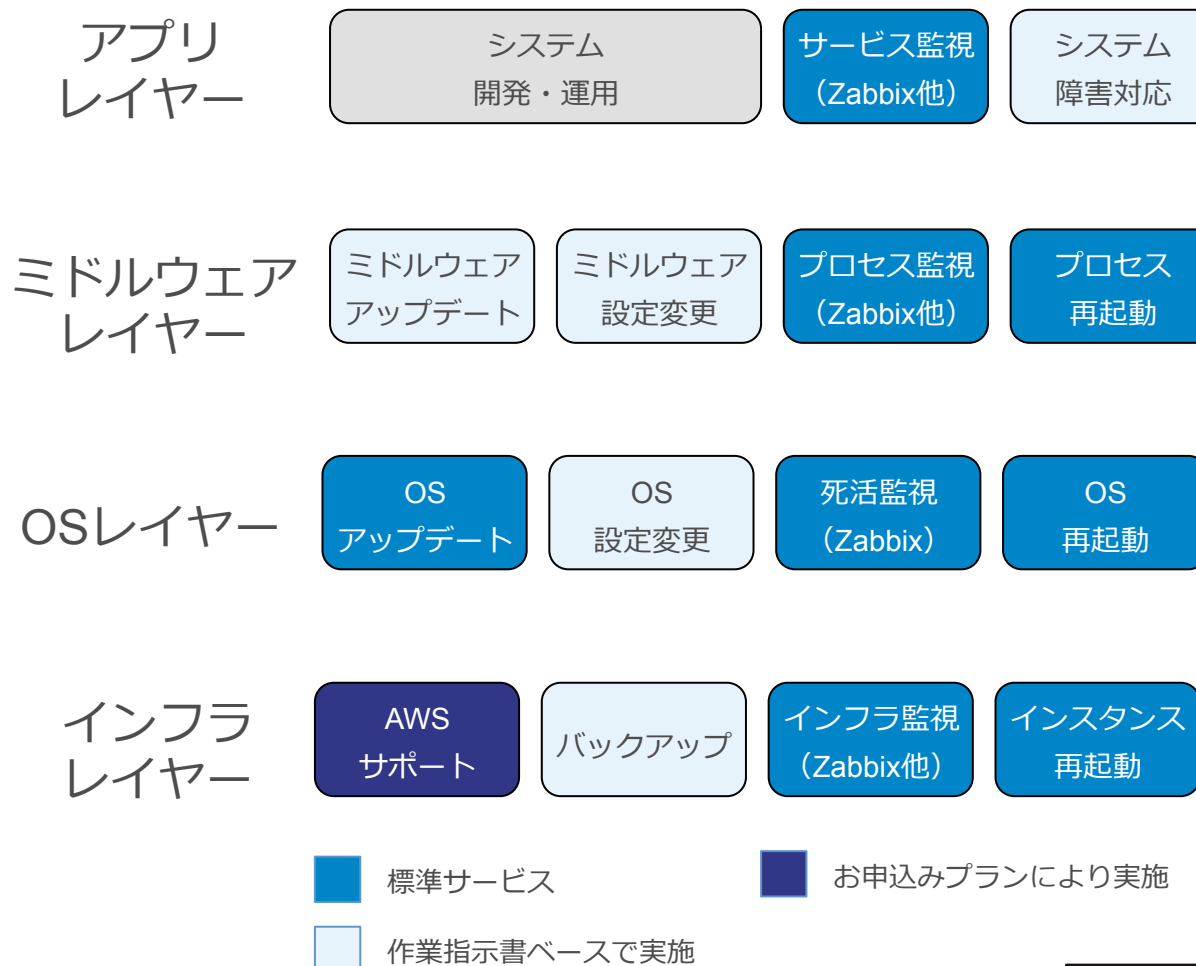 アプリ
レイヤー
システム
開発・運用
サービス監視
（Zabbix他）
システム
障害対応
ミドルウェア
レイヤー
ミドルウェア
アップデート
ミドルウェア
設定変更
プロセス監視
（Zabbix他）
プロセス
再起動
OSレイヤー
OS
アップデート
OS
設定変更
死活監視
（Zabbix）
OS
再起動
インフラ
レイヤー
AWS
サポート
バックアップ
インフラ監視
（Zabbix他）
インスタンス
再起動
標準サービス
お申込みプランにより実施
作業指示書ベースで実施